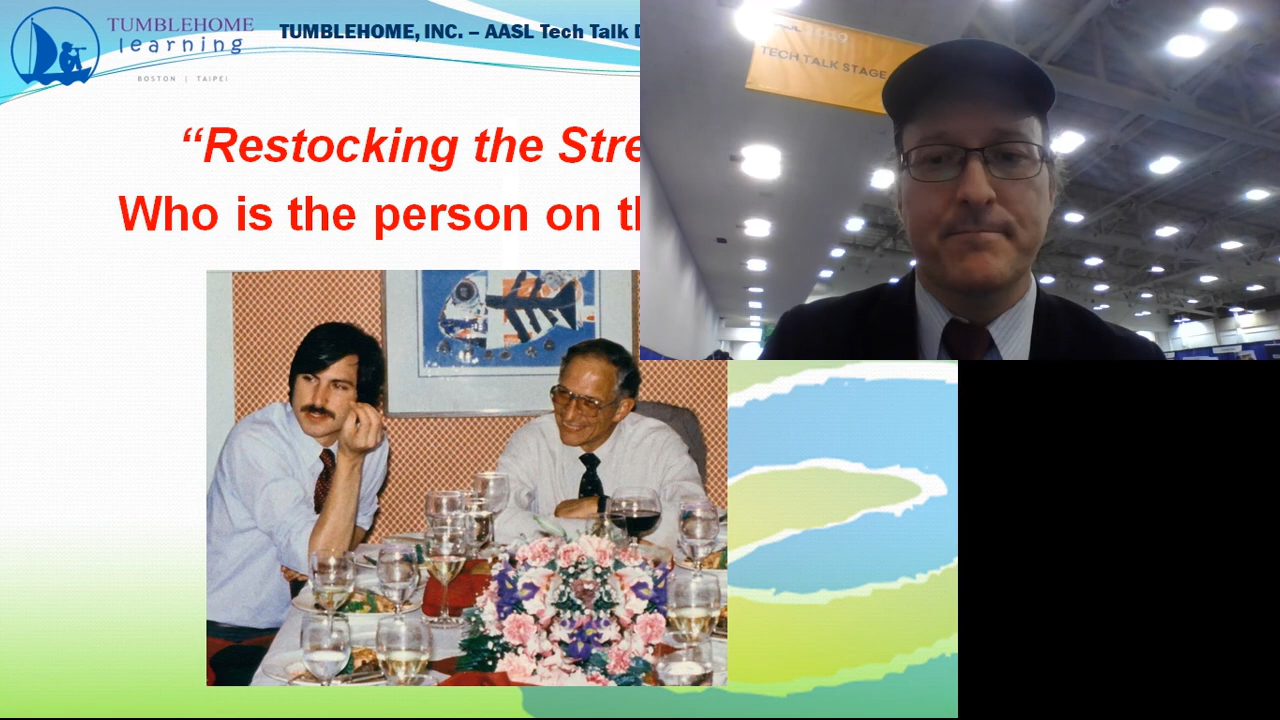 TUMBLEHOME
learning
BOSTON | TAIPEI
TUMBLEHOME, INC. – AASL Tech Talk
TECH TALK STAGE
“Restocking the Stre
Who is the person on th